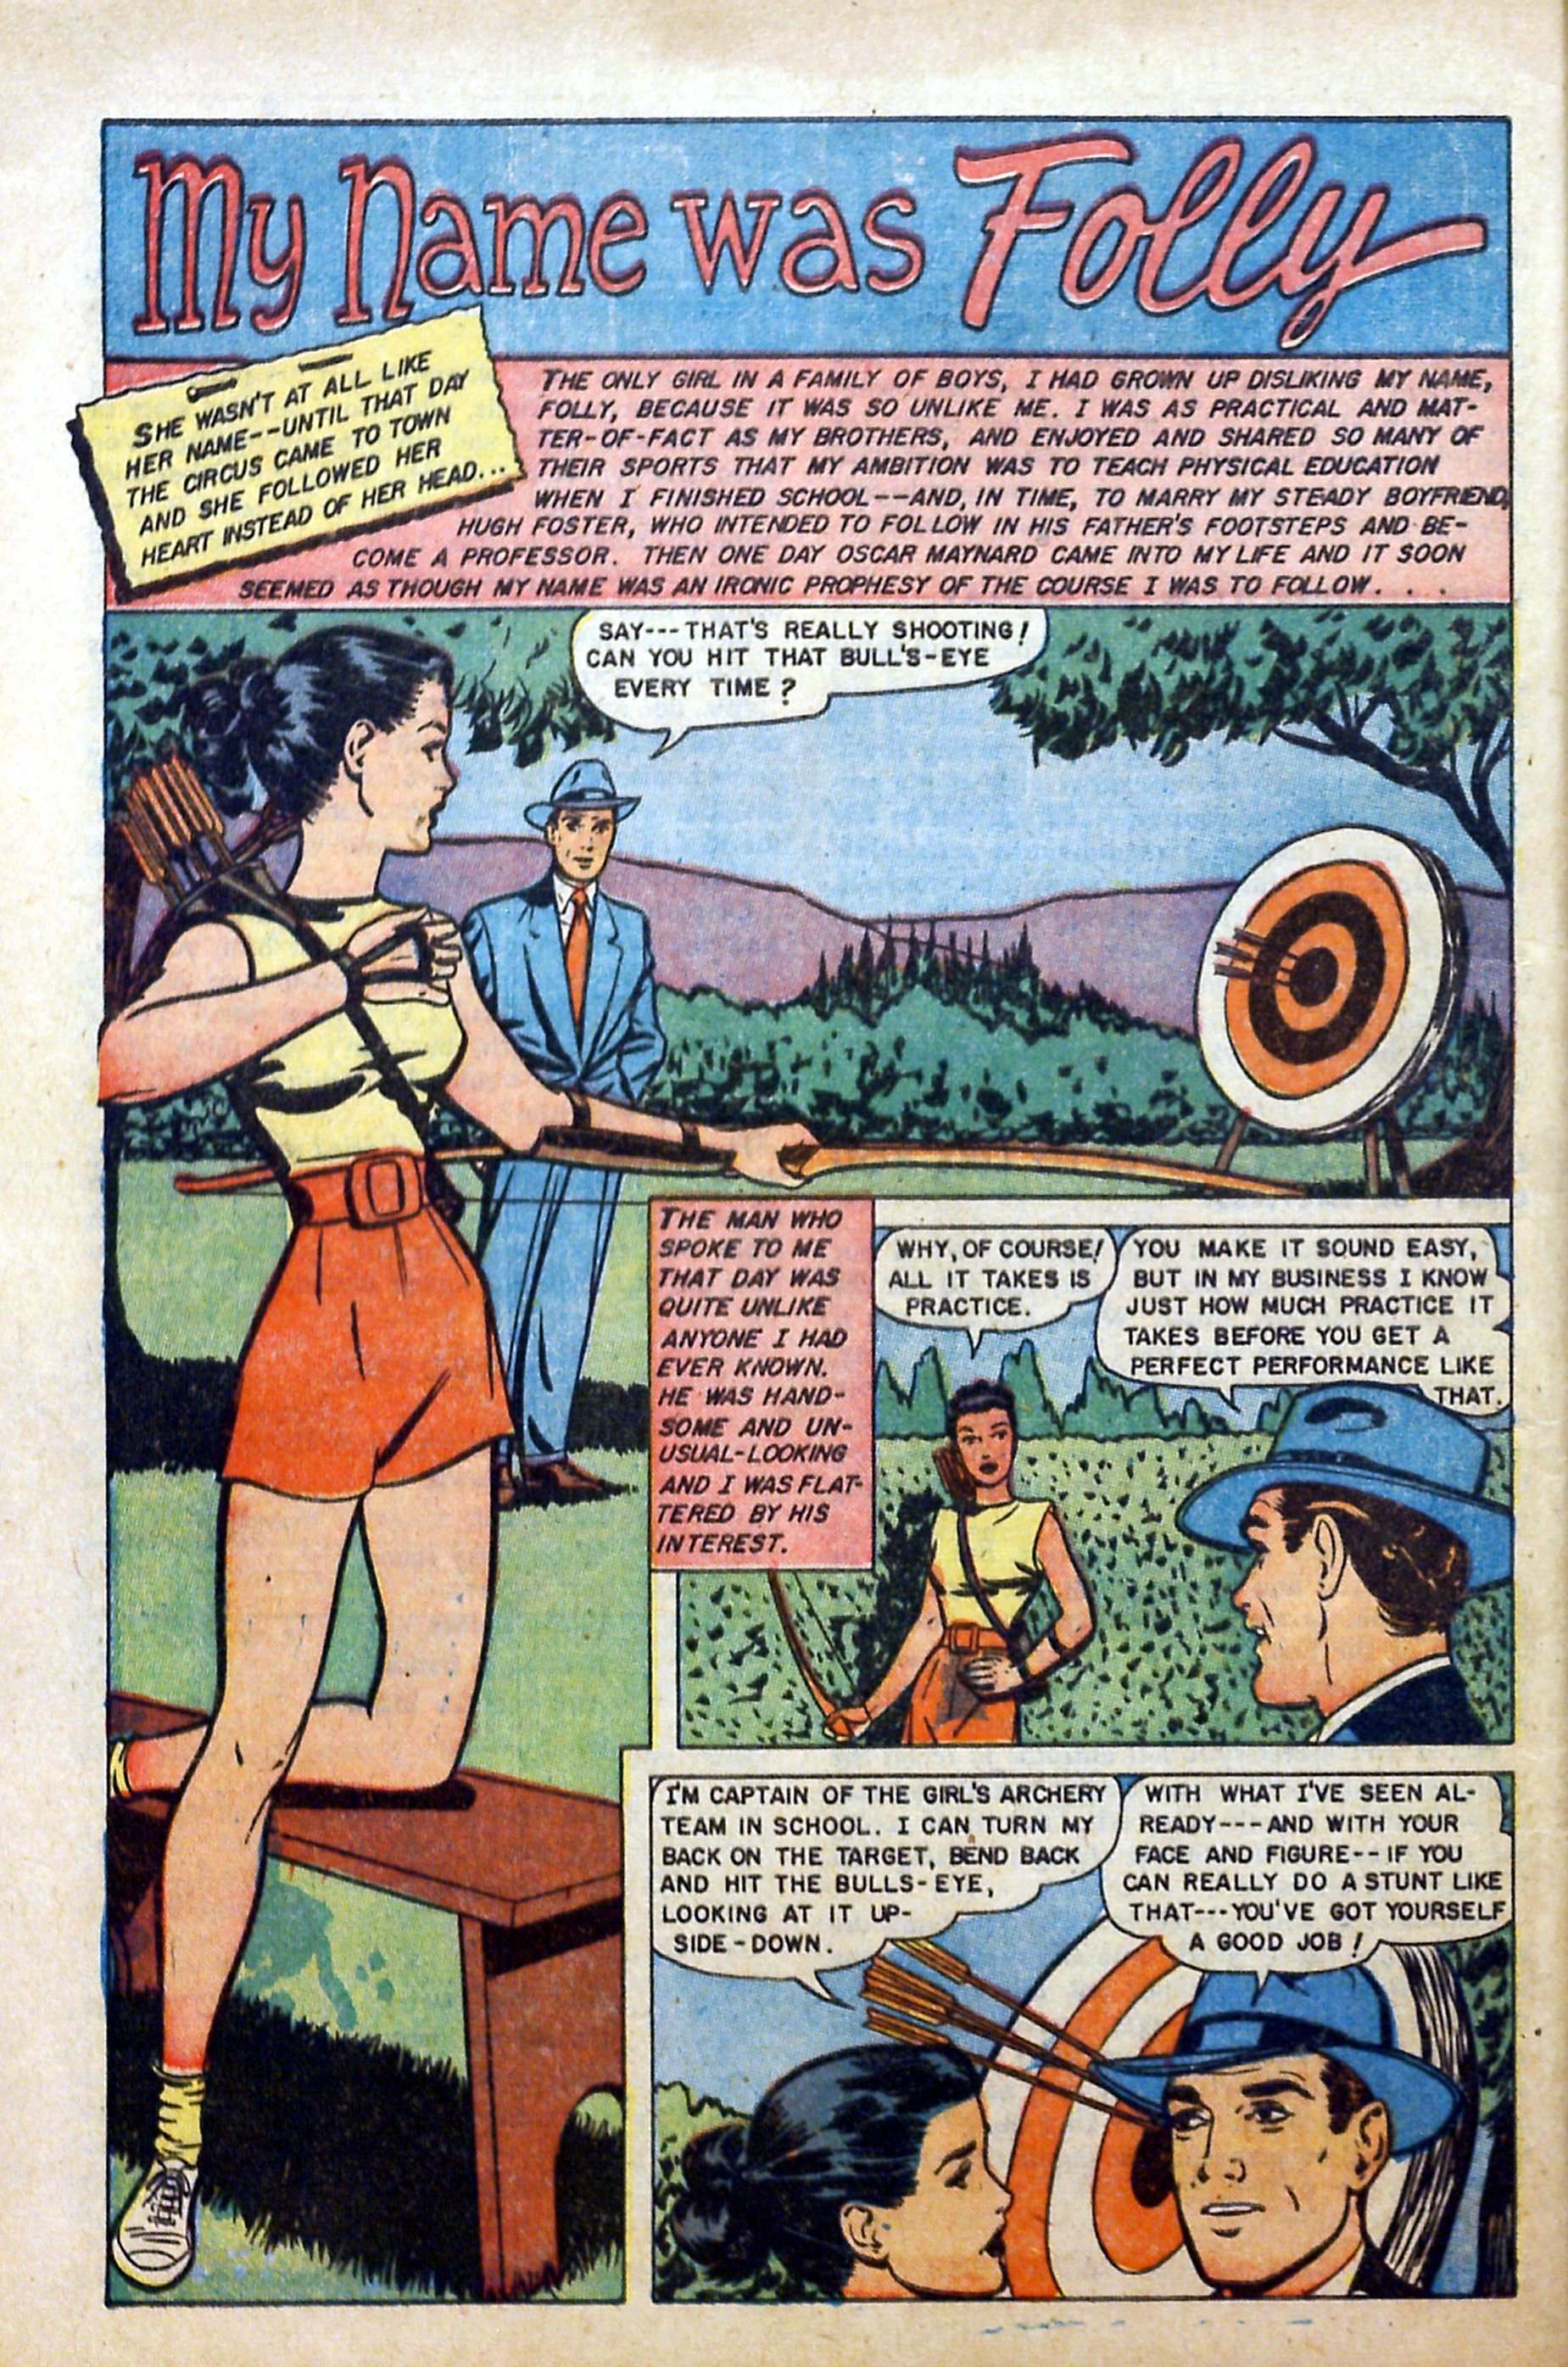 My Name was Folly
SHE WASN'T AT ALL LIKE
HER NAME--UNTIL THAT DAY
THE CIRCUS CAME TO TOWN
AND SHE FOLLOWED HER
HEART INSTEAD OF HER HEAD...
THE ONLY GIRL IN A FAMILY OF BOYS, I HAD GROWN UP DISLIKING MY NAME,
FOLLY, BECAUSE IT WAS SO UNLIKE ME. I WAS AS PRACTICAL AND MAT-
TER-OF-FACT AS MY BROTHERS, AND ENJOYED AND SHARED SO MANY OF
THEIR SPORTS THAT MY AMBITION WAS TO TEACH PHYSICAL EDUCATION
WHEN I FINISHED SCHOOL--AND, IN TIME, TO MARRY MY STEADY BOYFRIEND,
HUGH FOSTER, WHO INTENDED TO FOLLOW IN HIS FATHER'S FOOTSTEPS AND BE-
COME A PROFESSOR. THEN ONE DAY OSCAR MAYNARD CAME INTO MY LIFE AND IT SOON
SEEMED AS THOUGH MY NAME WAS AN IRONIC PROPHESY OF THE COURSE I WAS TO FOLLOW. . .
SAY---THAT'S REALLY SHOOTING!
CAN YOU HIT THAT BULL'S-EYE
EVERY TIME?
THE MAN WHO
SPOKE TO ME
THAT DAY WAS
QUITE UNLIKE
ANYONE I HAD
EVER KNOWN.
HE WAS HAND-
SOME AND UN-
USUAL-LOOKING
AND I WAS FLAT-
TERED BY HIS
INTEREST.
WHY, OF COURSE!
ALL IT TAKES IS
PRACTICE.
YOU MAKE IT SOUND EASY,
BUT IN MY BUSINESS I KNOW
JUST HOW MUCH PRACTICE IT
TAKES BEFORE YOU GET A
PERFECT PERFORMANCE LIKE
THAT.
I'M CAPTAIN OF THE GIRL'S ARCHERY
TEAM IN SCHOOL. I CAN TURN MY
BACK ON THE TARGET, BEND BACK
AND HIT THE BULLS-EYE,
LOOKING AT IT UP-
SIDE-DOWN.
WITH WHAT I'VE SEEN AL-
READY---AND WITH YOUR
FACE AND FIGURE--IF YOU
CAN REALLY DO A STUNT LIKE
THAT---YOU'VE GOT YOURSELF
A GOOD JOB!